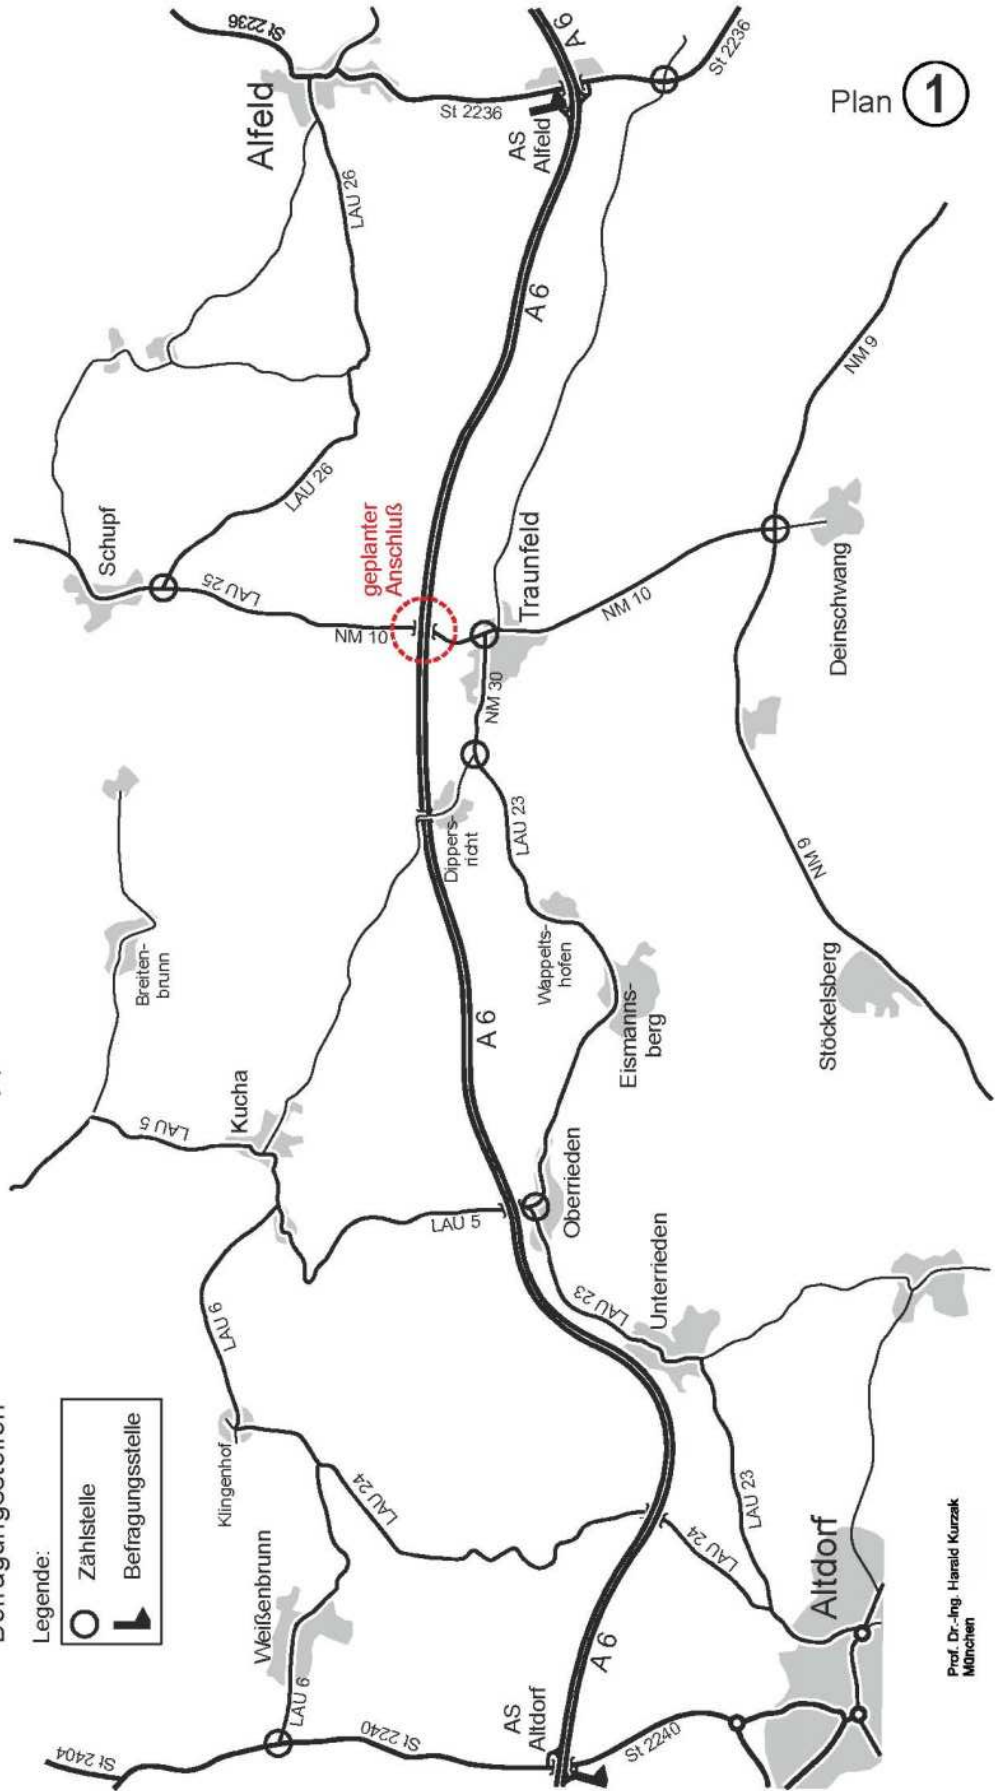 Befragungsstellen
Legende:
Zählstelle
Befragungsstelle
St 2404
LAU 6
Weißenbrunn
St 2240
AS
Altdorf
St 2240
A 6
Klingenhof
LAU 6
LAU 24
LAU 24
LAU 23
Altdorf
LAU 5
Kucha
LAU 5
Breiten-
brunn
Oberrieden
LAU 23
Unterrieden
A 6
Eismanns-
berg
Wappelts-
hofen
LAU 23
Dippers-
richt
NM 30
Stöckelsberg
NM 9
Schupf
LAU 25
LAU 26
NM 10
geplanter
Anschluß
Traunfeld
NM 10
Deinschwang
NM 9
Alfeld
St 2236
LAU 26
St 2236
AS
Alfeld
A 6
A 6
St 2236
Plan 1
Prof. Dr.-Ing. Harald Kurzak
München